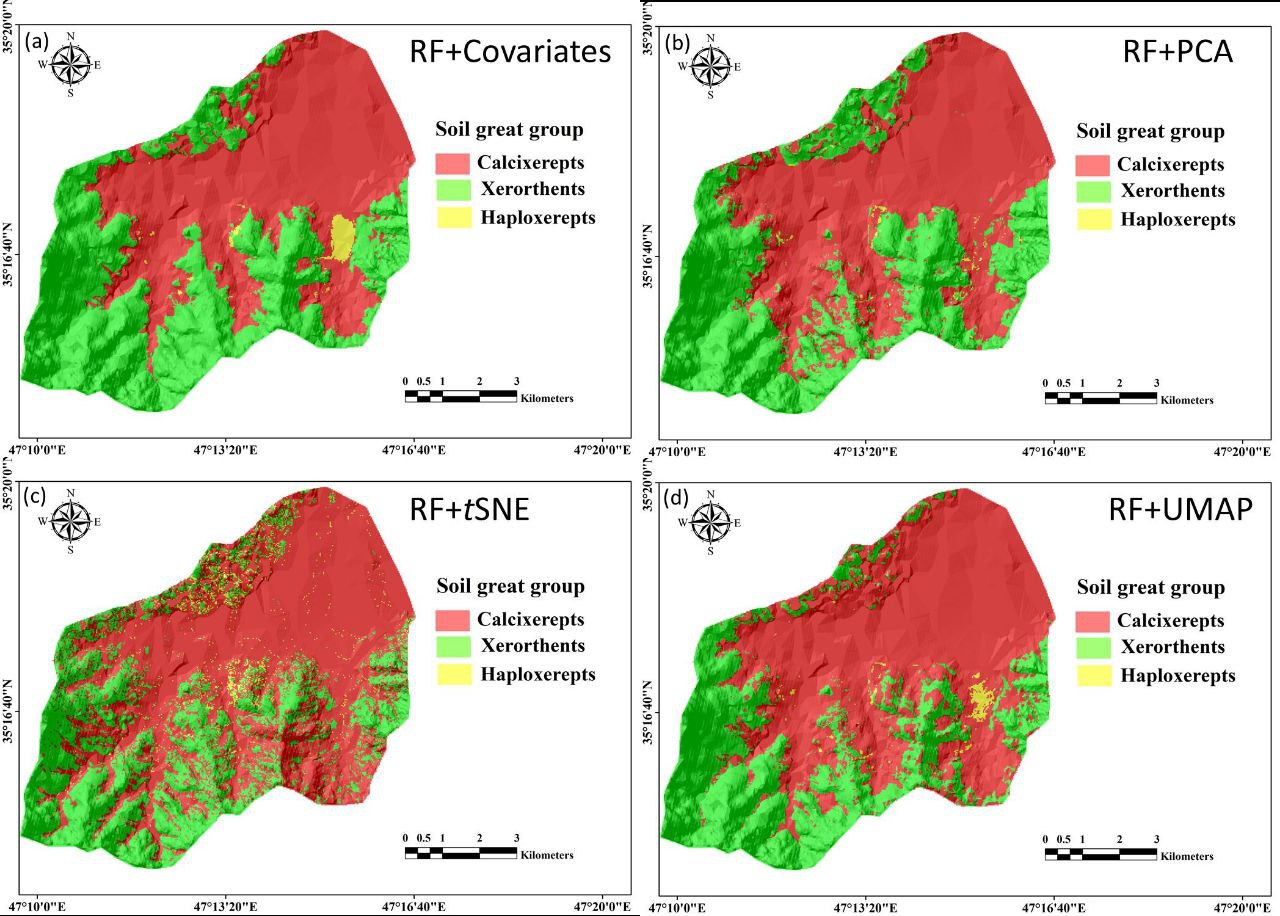 (a)
N
W E
S
RF+Covariates
Soil great group
Calcixerepts
Xerorthents
Haploxerepts
0 0.5 1 2 3
Kilometers
35°20'0"N
35°16'40"N
47°10'0"E 47°13'20"E 47°16'40"E 47°20'0"E
(b)
N
W E
S
RF+PCA
Soil great group
Calcixerepts
Xerorthents
Haploxerepts
0 0.5 1 2 3
Kilometers
35°20'0"N
35°16'40"N
47°10'0"E 47°13'20"E 47°16'40"E 47°20'0"E
(c)
N
W E
S
RF+tSNE
Soil great group
Calcixerepts
Xerorthents
Haploxerepts
0 0.5 1 2 3
Kilometers
35°20'0"N
35°16'40"N
47°10'0"E 47°13'20"E 47°16'40"E 47°20'0"E
(d)
N
W E
S
RF+UMAP
Soil great group
Calcixerepts
Xerorthents
Haploxerepts
0 0.5 1 2 3
Kilometers
35°20'0"N
35°16'40"N
47°10'0"E 47°13'20"E 47°16'40"E 47°20'0"E